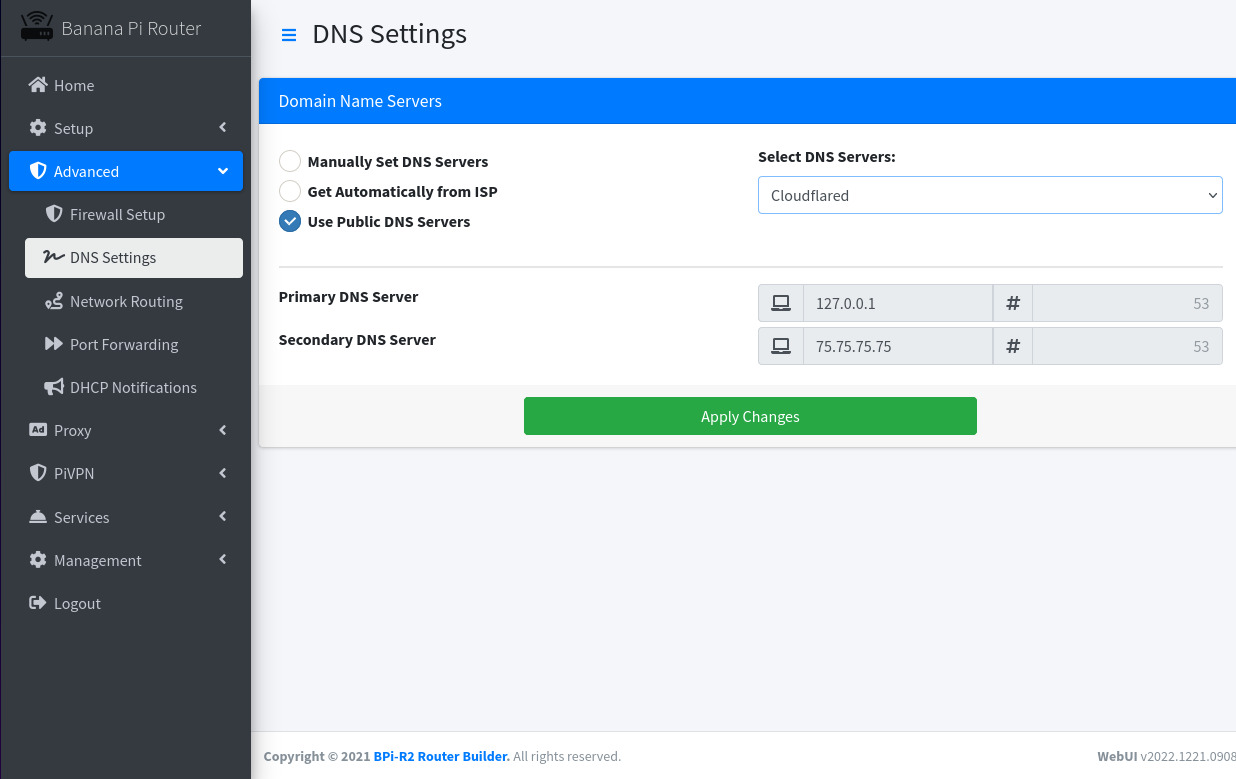 Banana Pi Router
DNS Settings
Home
Setup
Advanced
Firewall Setup
DNS Settings
Network Routing
Port Forwarding
DHCP Notifications
Ad Proxy
PiVPN
Services
Management
Logout
Domain Name Servers
Manually Set DNS Servers
Get Automatically from ISP
Use Public DNS Servers
Select DNS Servers:
Cloudflared
Primary DNS Server 127.0.0.1 # 53
Secondary DNS Server 75.75.75.75 # 53
Apply Changes
Copyright © 2021 BPi-R2 Router Builder. All rights reserved. WebUI v2022.1221.0908